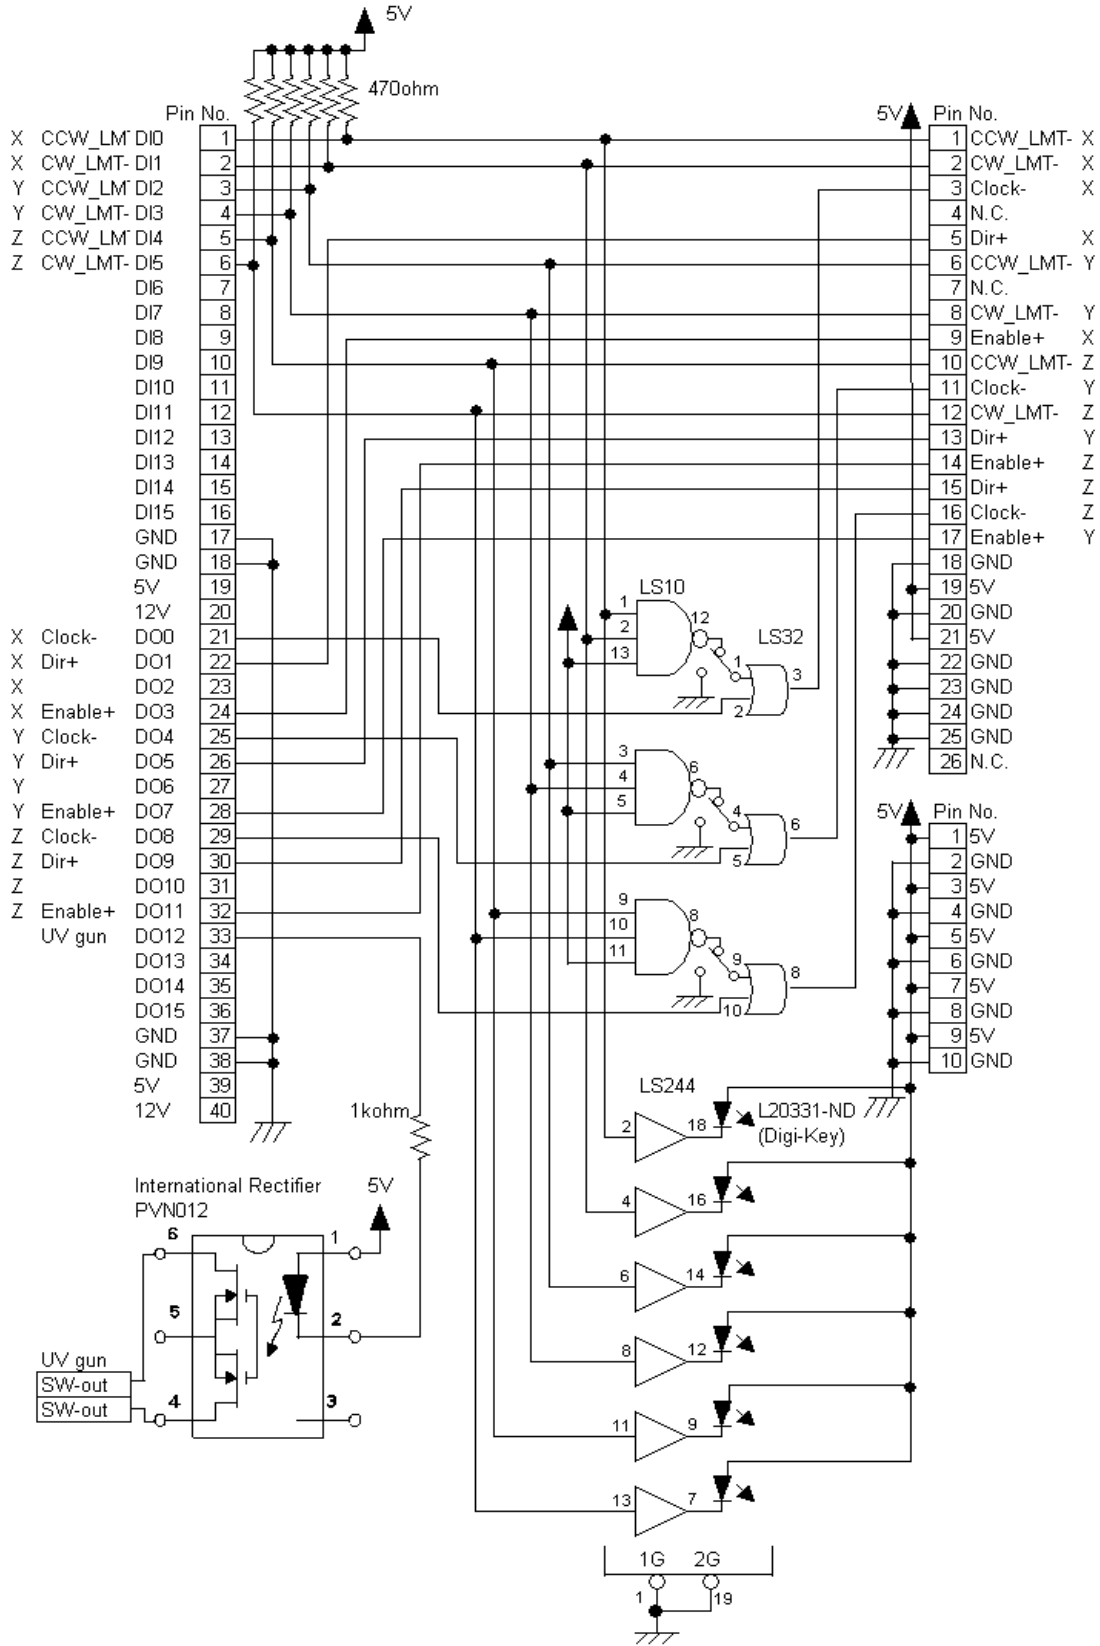 5V
470ohm
Pin No.
X CCW_LMT DI0 1
X CW_LMT- DI1 2
Y CCW_LMT DI2 3
Y CW_LMT- DI3 4
Z CCW_LMT DI4 5
Z CW_LMT- DI5 6
DI6 7
DI7 8
DI8 9
DI9 10
DI10 11
DI11 12
DI12 13
DI13 14
DI14 15
DI15 16
GND 17
GND 18
5V 19
12V 20
X Clock- DO0 21
X Dir+ DO1 22
X DO2 23
X Enable+ DO3 24
Y Clock- DO4 25
Y Dir+ DO5 26
Y DO6 27
Y Enable+ DO7 28
Z Clock- DO8 29
Z Dir+ DO9 30
Z DO10 31
Z Enable+ DO11 32
UV gun DO12 33
DO13 34
DO14 35
DO15 36
GND 37
GND 38
5V 39
12V 40
5V
Pin No.
1 CCW_LMT- X
2 CW_LMT- X
3 Clock- X
4 N.C.
5 Dir+ X
6 CCW_LMT- Y
7 N.C.
8 CW_LMT- Y
9 Enable+ X
10 CCW_LMT- Z
11 Clock- Y
12 CW_LMT- Z
13 Dir+ Y
14 Enable+ Z
15 Dir+ Z
16 Clock- Z
17 Enable+ Y
18 GND
19 5V
20 GND
21 5V
22 GND
23 GND
24 GND
25 GND
26 N.C.
5V
Pin No.
1 5V
2 GND
3 5V
4 GND
5 5V
6 GND
7 5V
8 GND
9 5V
10 GND
LS10
LS32
1
2
13
12
1
2
3
3
4
5
6
4
5
6
9
10
11
8
9
10
8
LS244
L20331-ND
(Digi-Key)
2 18
4 16
6 14
8 12
11 9
13 7
1G 2G
1 19
1kohm
International Rectifier
PVN012
5V
6 1
5 2
4 3
UV gun
SW-out
SW-out